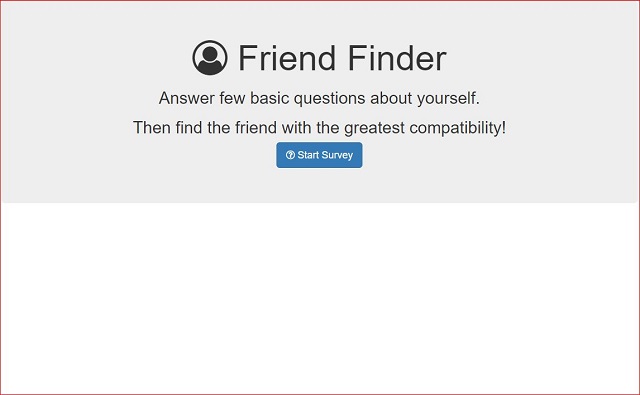 Friend Finder
Answer few basic questions about yourself.
Then find the friend with the greatest compatibility!
Start Survey